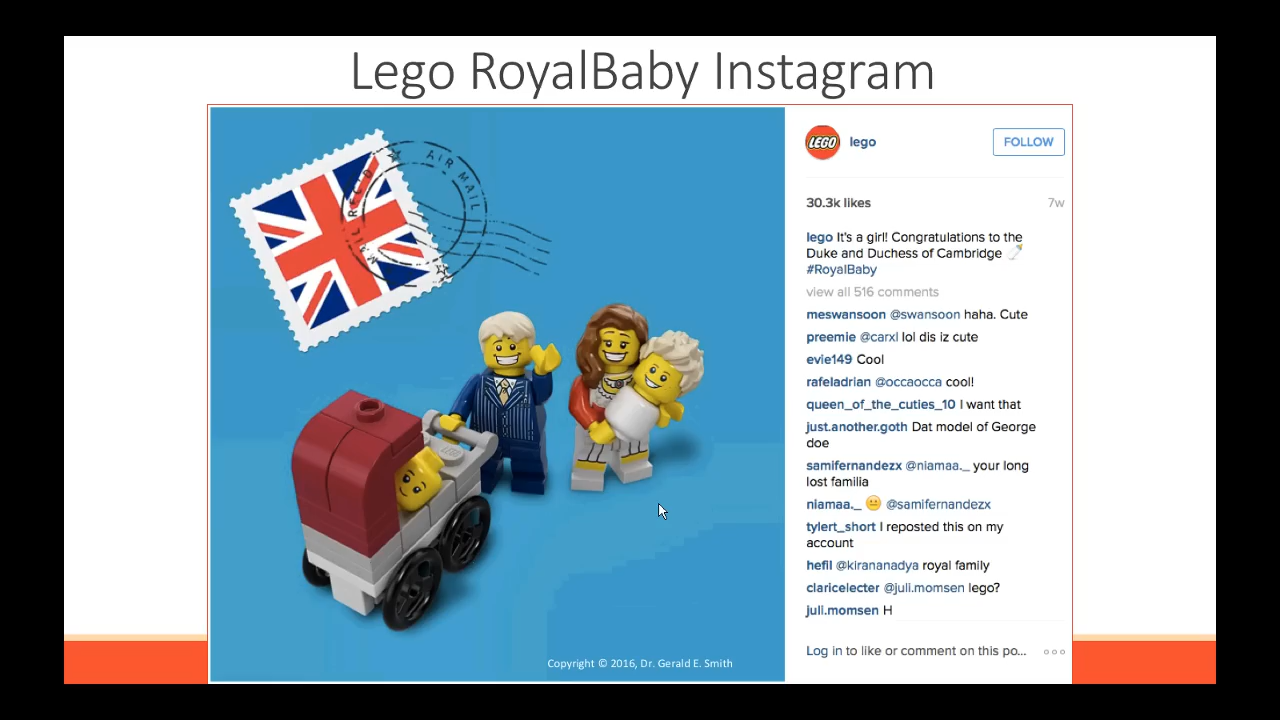 Lego RoyalBaby Instagram
AIR MAIL
LEGO
LEGO
lego
FOLLOW
30.3k likes
7w
lego It's a girl! Congratulations to the
Duke and Duchess of Cambridge
#RoyalBaby
view all 516 comments
meswansoon @swansoon haha. Cute
preemie @carxl lol dis iz cute
evie149 Cool
rafeladrian @occaocca cool!
queen_of_the_cuties_10 I want that
just.another.goth Dat model of George
doe
samifernandezx @niamaa._ your long
lost familia
niamaa._ 😐 @samifernandezx
tylert_short I reposted this on my
account
hefil @kirananadya royal family
claricelecter @juli.momsen lego?
juli.momsen H
Log in to like or comment on this po...
Copyright © 2016, Dr. Gerald E. Smith